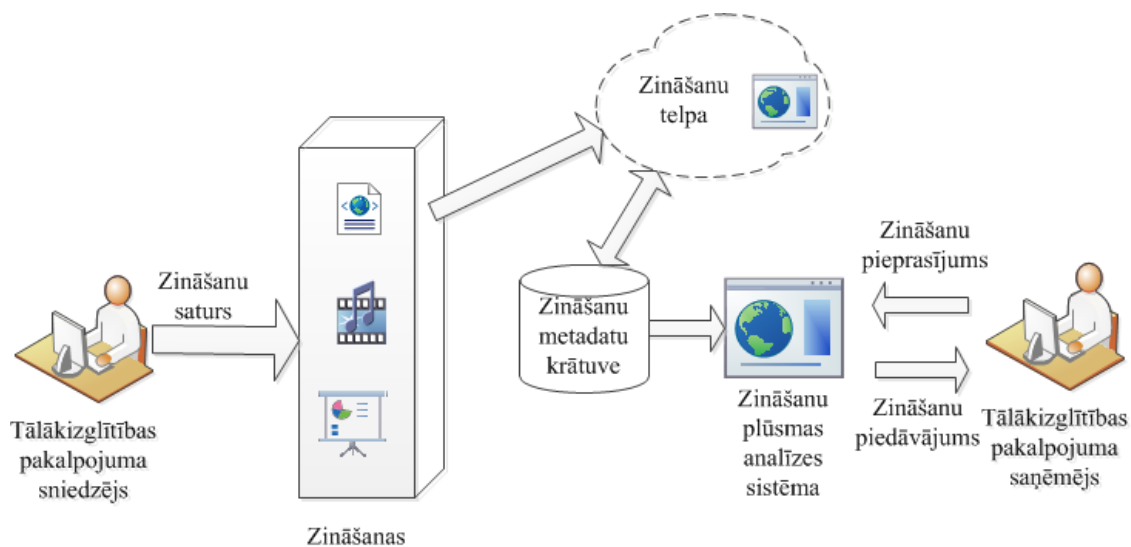 Zināšanu
telpa
Zināšanu
pieprasījums
Zināšanu
saturs
Zināšanu
metadatu
krātuve
Zināšanu
plūsmas
analīzes
sistēma
Zināšanu
piedāvājums
Tālākizglītības
pakalpojuma
sniedzējs
Tālākizglītības
pakalpojuma
saņēmējs
Zināšanas